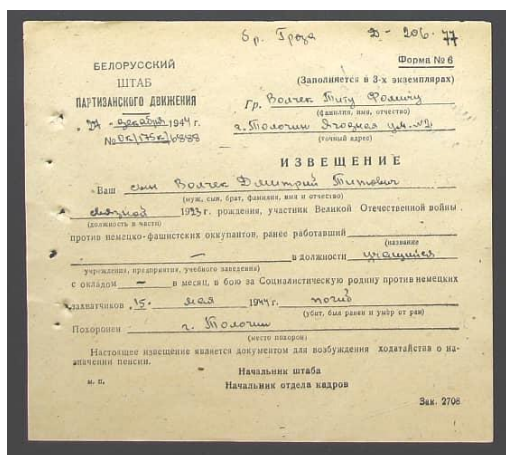 бр. Гроза Д- 206. 77
БЕЛОРУССКИЙ
ШТАБ
ПАРТИЗАНСКОГО ДВИЖЕНИЯ
декабря 1944 г.
Форма № 6
(Заполняется в 3-х экземплярах)
Гр. Волчек Титу Фомичу
(фамилия, имя, отчество)
г. Толочин Ягодная ул. №2
(точный адрес)
ИЗВЕЩЕНИЕ
Ваш сын Волчек Дмитрий Титович
(муж, сын, брат, фамилия, имя и отчество)
связной 1923 г. рождения, участник Великой Отечественной войны
(должность в части)
против немецко-фашистских оккупантов, ранее работавший
(название
— в должности учащийся
учреждения, предприятия, учебного заведения)
с окладом — в месяц, в бою за Социалистическую родину против немецких
захватчиков 15. мая 1944 г. погиб
(убит, был ранен и умер от ран)
Похоронен г. Толочин
(место похорон)
Настоящее извещение является документом для возбуждения ходатайства о на-
значении пенсии.
Начальник штаба
м. п. Начальник отдела кадров
Зак. 2706